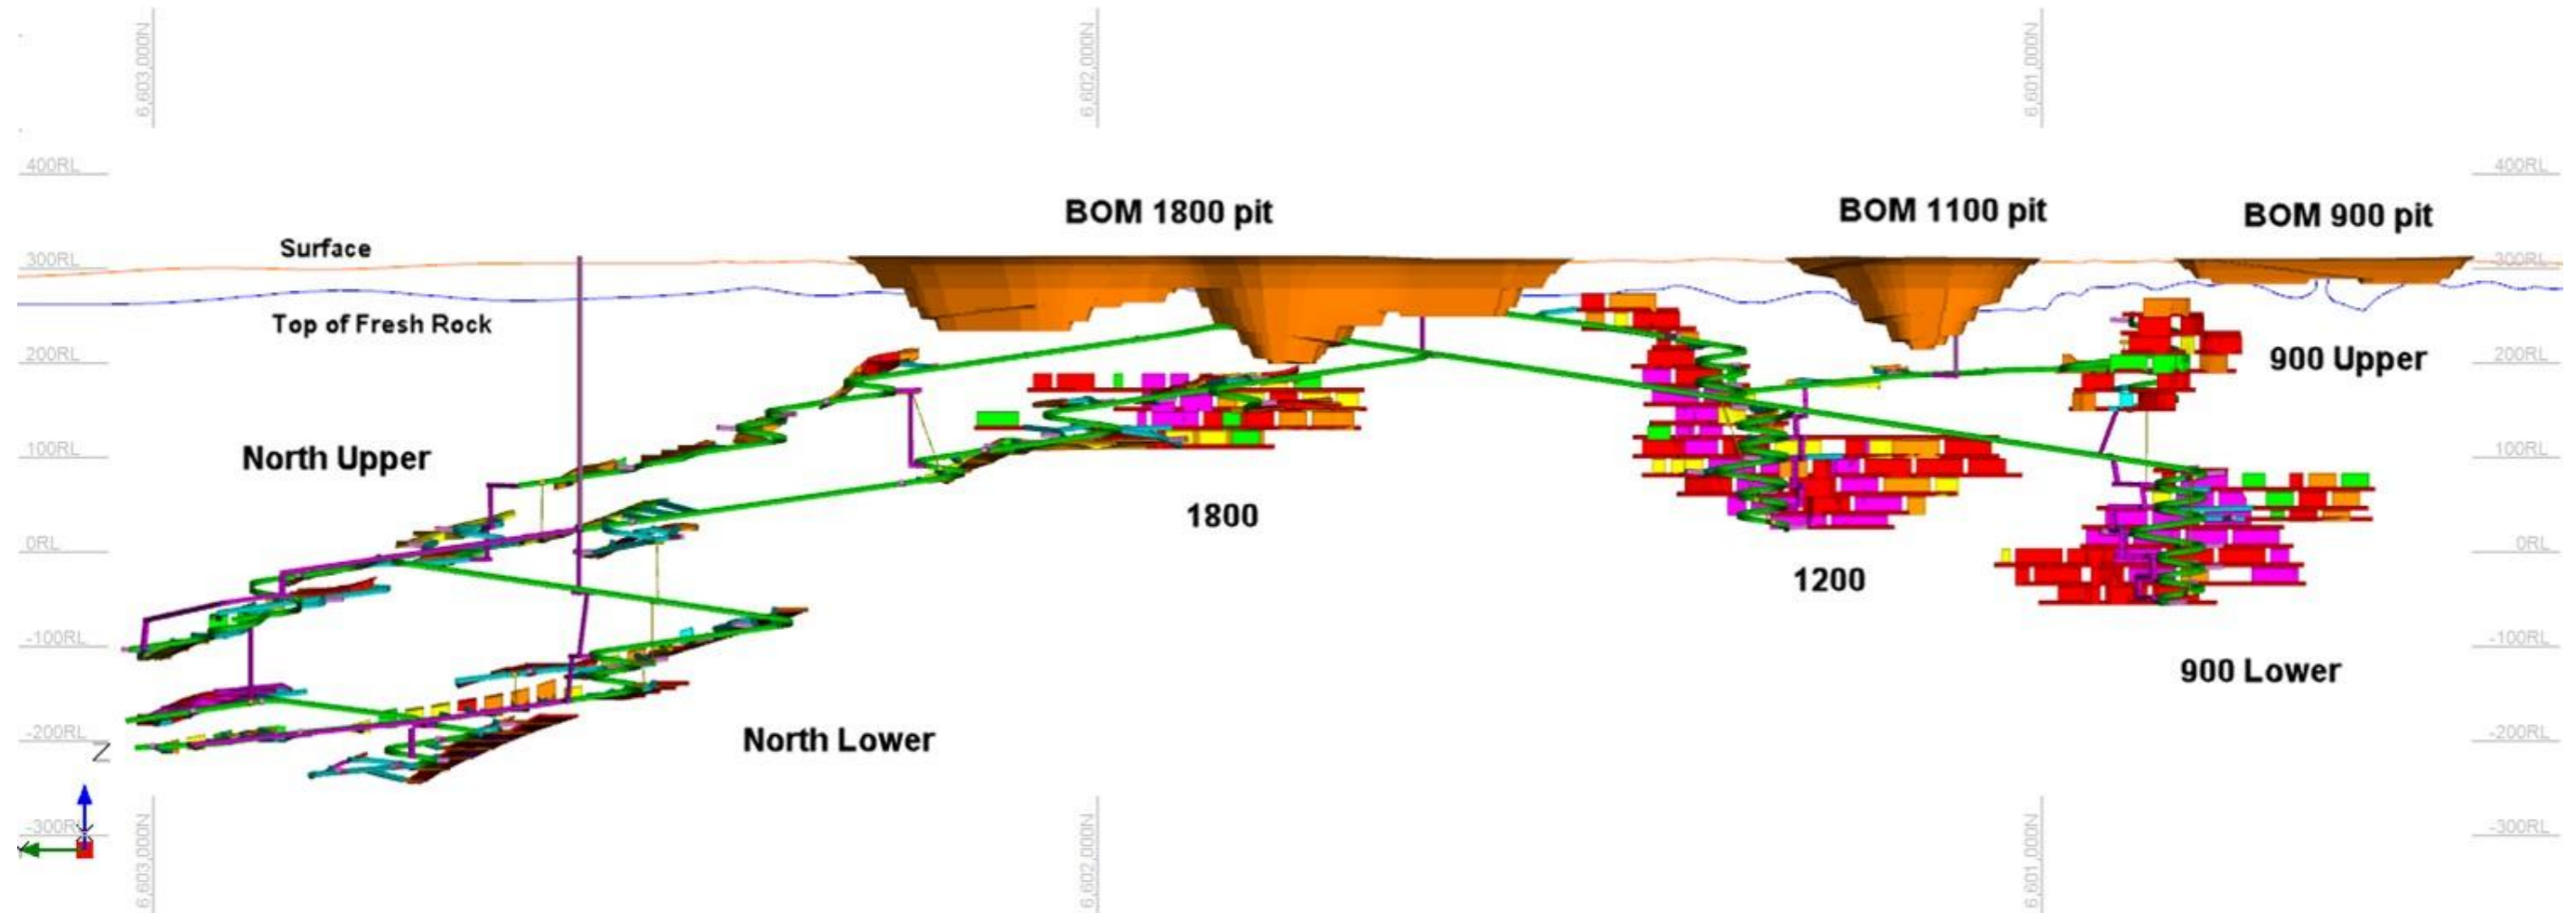 6,603,000N
6,602,000N
6,601,000N
400RL
400RL
BOM 1800 pit
BOM 1100 pit
BOM 900 pit
Surface
300RL
300RL
Top of Fresh Rock
200RL
200RL
900 Upper
North Upper
100RL
100RL
1800
0RL
0RL
1200
-100RL
-100RL
900 Lower
-200RL
-200RL
North Lower
Z
-300RL
-300RL
6,603,000N
6,602,000N
6,601,000N